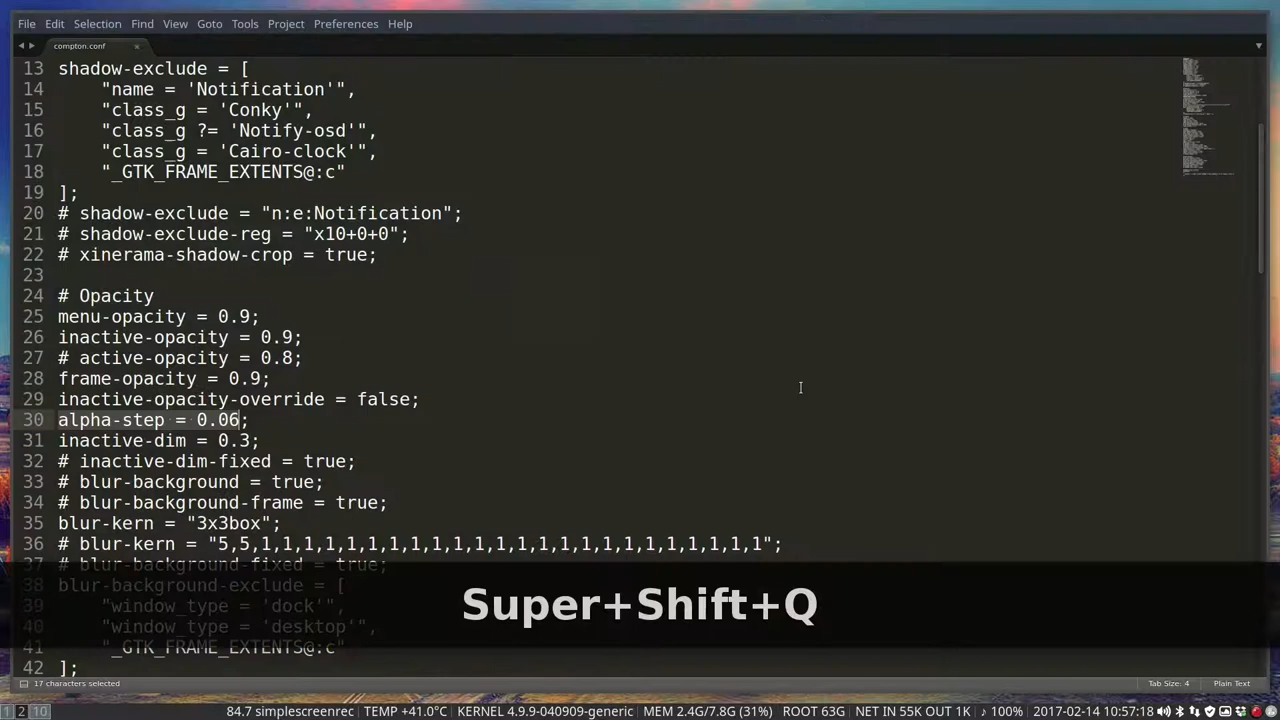 File Edit Selection Find View Goto Tools Project Preferences Help
compton.conf ×
13 shadow-exclude = [
14 "name = 'Notification'",
15 "class_g = 'Conky'",
16 "class_g ?= 'Notify-osd'",
17 "class_g = 'Cairo-clock'",
18 "_GTK_FRAME_EXTENTS@:c"
19 ];
20 # shadow-exclude = "n:e:Notification";
21 # shadow-exclude-reg = "x10+0+0";
22 # xinerama-shadow-crop = true;
23
24 # Opacity
25 menu-opacity = 0.9;
26 inactive-opacity = 0.9;
27 # active-opacity = 0.8;
28 frame-opacity = 0.9;
29 inactive-opacity-override = false;
30 alpha-step = 0.06;
31 inactive-dim = 0.3;
32 # inactive-dim-fixed = true;
33 # blur-background = true;
34 # blur-background-frame = true;
35 blur-kern = "3x3box";
36 # blur-kern = "5,5,1,1,1,1,1,1,1,1,1,1,1,1,1,1,1,1,1,1,1,1,1,1,1,1";
37 # blur-background-fixed = true;
38 blur-background-exclude = [
39 "window_type = 'dock'",
40 "window_type = 'desktop'",
41 "_GTK_FRAME_EXTENTS@:c"
42 ];
Super+Shift+Q
17 characters selected Tab Size: 4 Plain Text
1 2 10 84.7 simplescreenrec TEMP +41.0°C KERNEL 4.9.9-040909-generic MEM 2.4G/7.8G (31%) ROOT 63G NET IN 55K OUT 1K ♪ 100% 2017-02-14 10:57:18